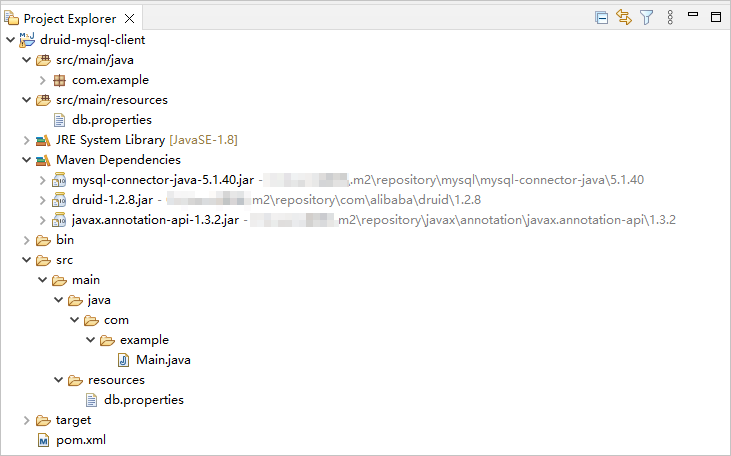 Project Explorer
druid-mysql-client
src/main/java
com.example
src/main/resources
db.properties
JRE System Library [JavaSE-1.8]
Maven Dependencies
mysql-connector-java-5.1.40.jar - .m2\repository\mysql\mysql-connector-java\5.1.40
druid-1.2.8.jar - m2\repository\com\alibaba\druid\1.2.8
javax.annotation-api-1.3.2.jar - m2\repository\javax\annotation\javax.annotation-api\1.3.2
bin
src
main
java
com
example
Main.java
resources
db.properties
target
pom.xml